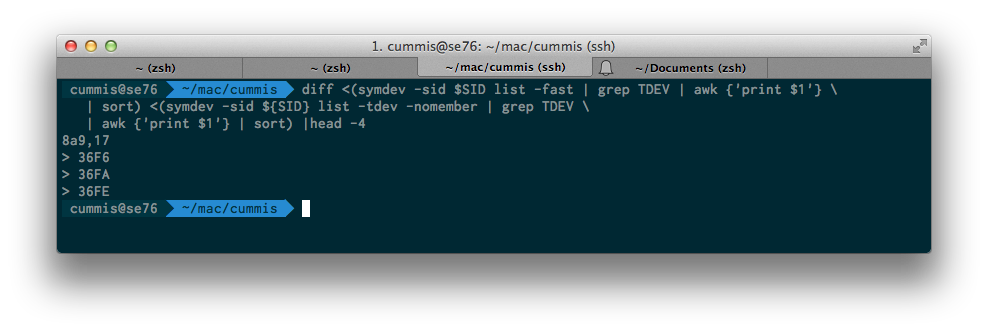 1. cummis@se76: ~/mac/cummis (ssh)
~ (zsh) ~ (zsh) ~/mac/cummis (ssh) ~/Documents (zsh)
cummis@se76 ~/mac/cummis diff <(symdev -sid $SID list -fast | grep TDEV | awk {'print $1'} \
| sort) <(symdev -sid ${SID} list -tdev -nomember | grep TDEV \
| awk {'print $1'} | sort) |head -4
8a9,17
> 36F6
> 36FA
> 36FE
cummis@se76 ~/mac/cummis